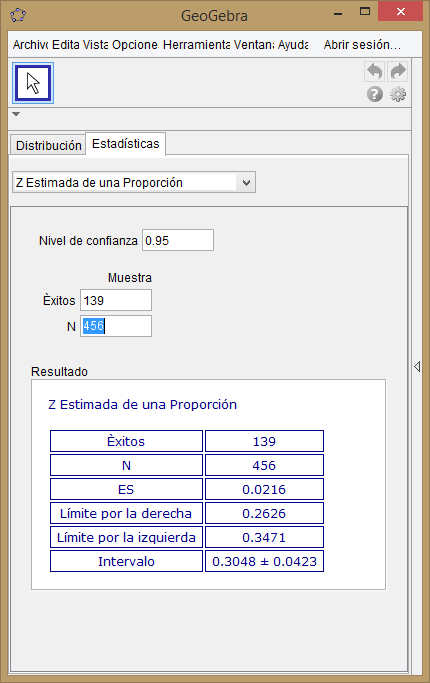 GeoGebra
Archivo Edita Vista Opcione Herramienta Ventana Ayuda Abrir sesión...
Distribución Estadísticas
Z Estimada de una Proporción
Nivel de confianza 0.95
Muestra
Èxitos 139
N 456
Resultado
Z Estimada de una Proporción
Èxitos 139
N 456
ES 0.0216
Límite por la derecha 0.2626
Límite por la izquierda 0.3471
Intervalo 0.3048 ± 0.0423